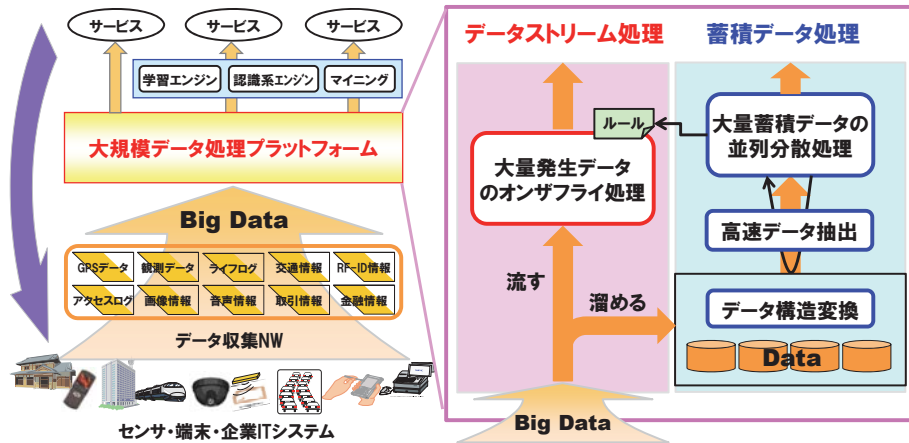 サービス
サービス
サービス
学習エンジン
認識系エンジン
マイニング
大規模データ処理プラットフォーム
Big Data
GPSデータ
観測データ
ライフログ
交通情報
RF-ID情報
アクセスログ
画像情報
音声情報
取引情報
金融情報
データ収集NW
センサ・端末・企業ITシステム
データストリーム処理
蓄積データ処理
ルール
大量発生データ
のオンザフライ処理
大量蓄積データの
並列分散処理
高速データ抽出
流す
溜める
データ構造変換
Data
Big Data